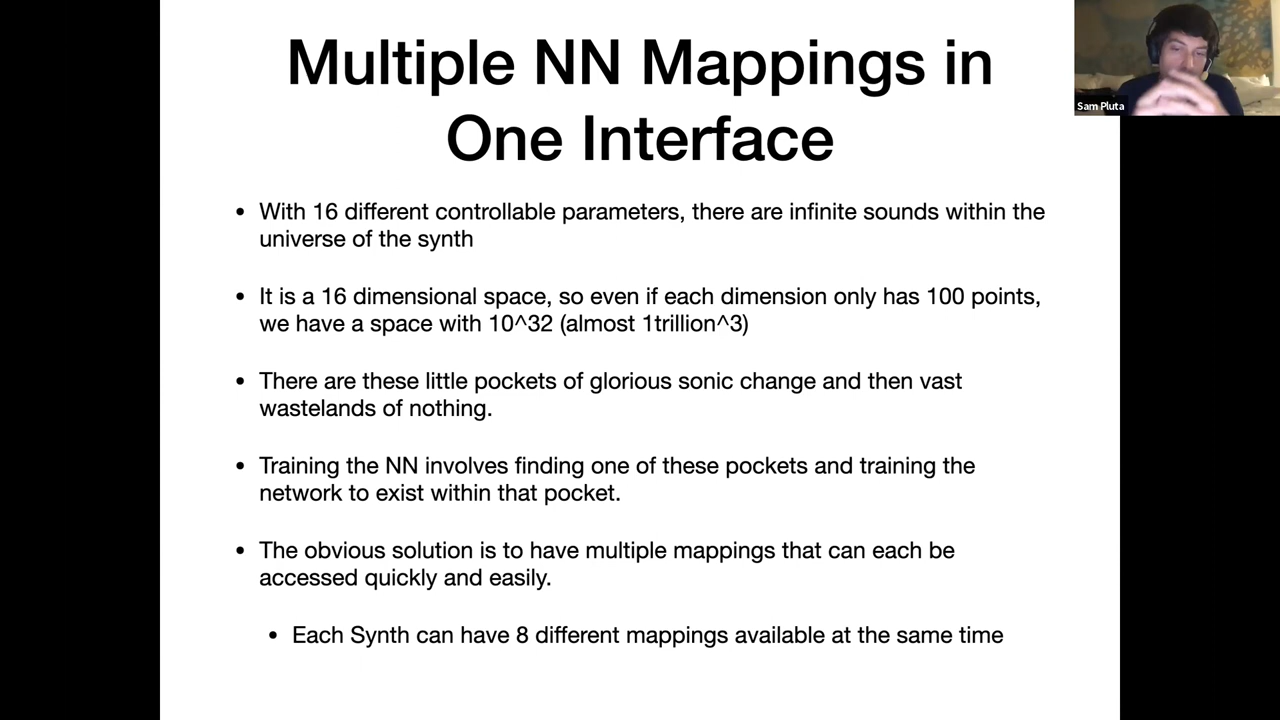 Multiple NN Mappings in
One Interface
Sam Pluta
• With 16 different controllable parameters, there are infinite sounds within the
universe of the synth
• It is a 16 dimensional space, so even if each dimension only has 100 points,
we have a space with 10^32 (almost 1trillion^3)
• There are these little pockets of glorious sonic change and then vast
wastelands of nothing.
• Training the NN involves finding one of these pockets and training the
network to exist within that pocket.
• The obvious solution is to have multiple mappings that can each be
accessed quickly and easily.
• Each Synth can have 8 different mappings available at the same time